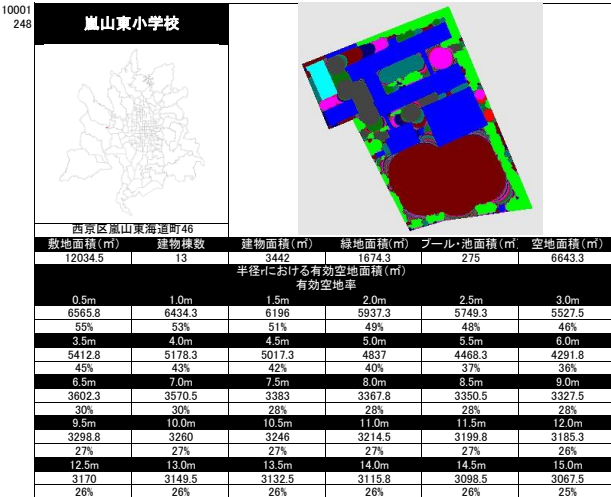 10001
248
嵐山東小学校
西京区嵐山東海道町46
敷地面積(㎡) 建物棟数 建物面積(㎡) 緑地面積(㎡) プール・池面積(㎡) 空地面積(㎡)
12034.5 13 3442 1674.3 275 6643.3
半径rにおける有効空地面積(㎡)
有効空地率
0.5m 1.0m 1.5m 2.0m 2.5m 3.0m
6565.8 6434.3 6196 5937.3 5749.3 5527.5
55% 53% 51% 49% 48% 46%
3.5m 4.0m 4.5m 5.0m 5.5m 6.0m
5412.8 5178.3 5017.3 4837 4468.3 4291.8
45% 43% 42% 40% 37% 36%
6.5m 7.0m 7.5m 8.0m 8.5m 9.0m
3602.3 3570.5 3383 3367.8 3350.5 3327.5
30% 30% 28% 28% 28% 28%
9.5m 10.0m 10.5m 11.0m 11.5m 12.0m
3298.8 3260 3246 3214.5 3199.8 3185.3
27% 27% 27% 27% 27% 26%
12.5m 13.0m 13.5m 14.0m 14.5m 15.0m
3170 3149.5 3132.5 3115.8 3098.5 3067.5
26% 26% 26% 26% 26% 25%